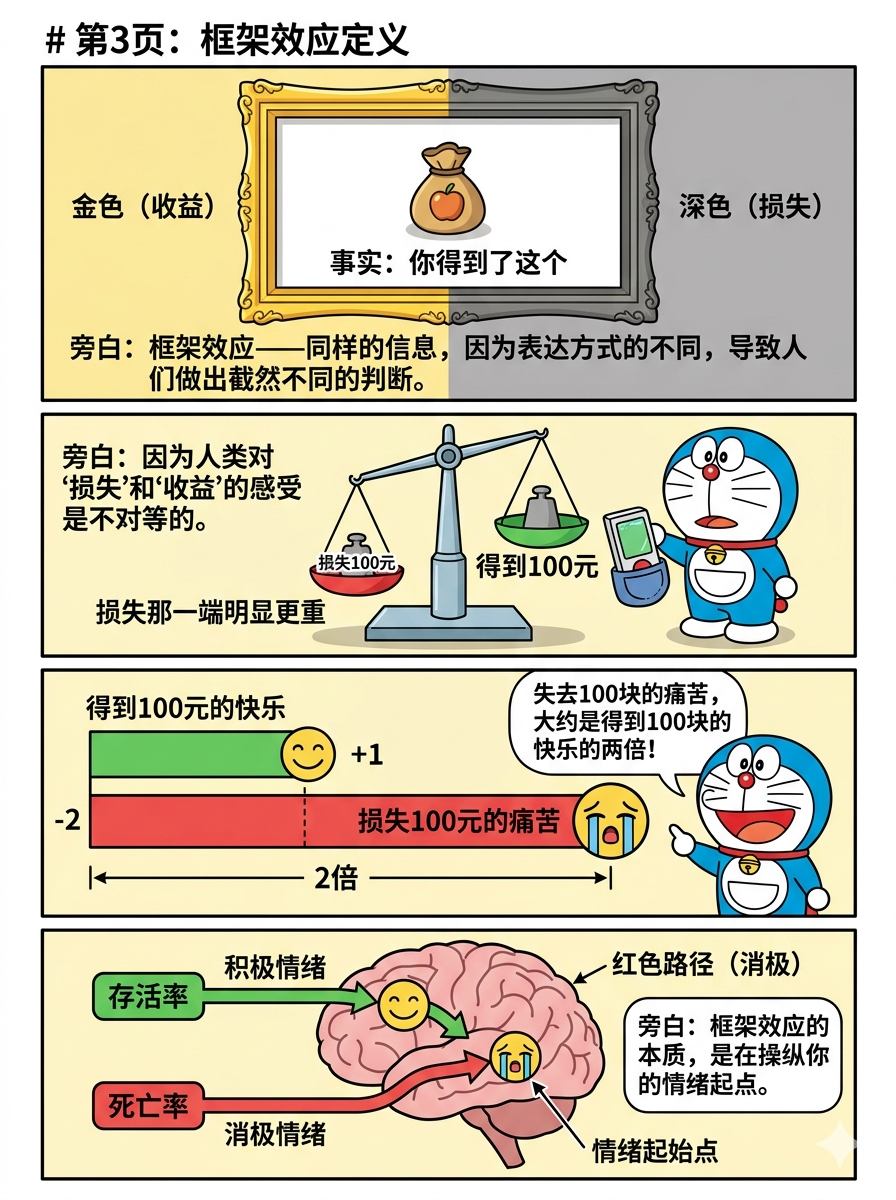 # 第3页：框架效应定义
金色（收益）
深色（损失）
事实：你得到了这个
旁白：框架效应——同样的信息，因为表达方式的不同，导致人
们做出截然不同的判断。
旁白：因为人类对
‘损失’和‘收益’的感受
是不对等的。
损失100元
得到100元
损失那一端明显更重
得到100元的快乐
+1
失去100块的痛苦，
大约是得到100块的
快乐的两倍！
-2
损失100元的痛苦
2倍
存活率
积极情绪
红色路径（消极）
旁白：框架效应的
本质，是在操纵你
的情绪起点。
死亡率
消极情绪
情绪起始点